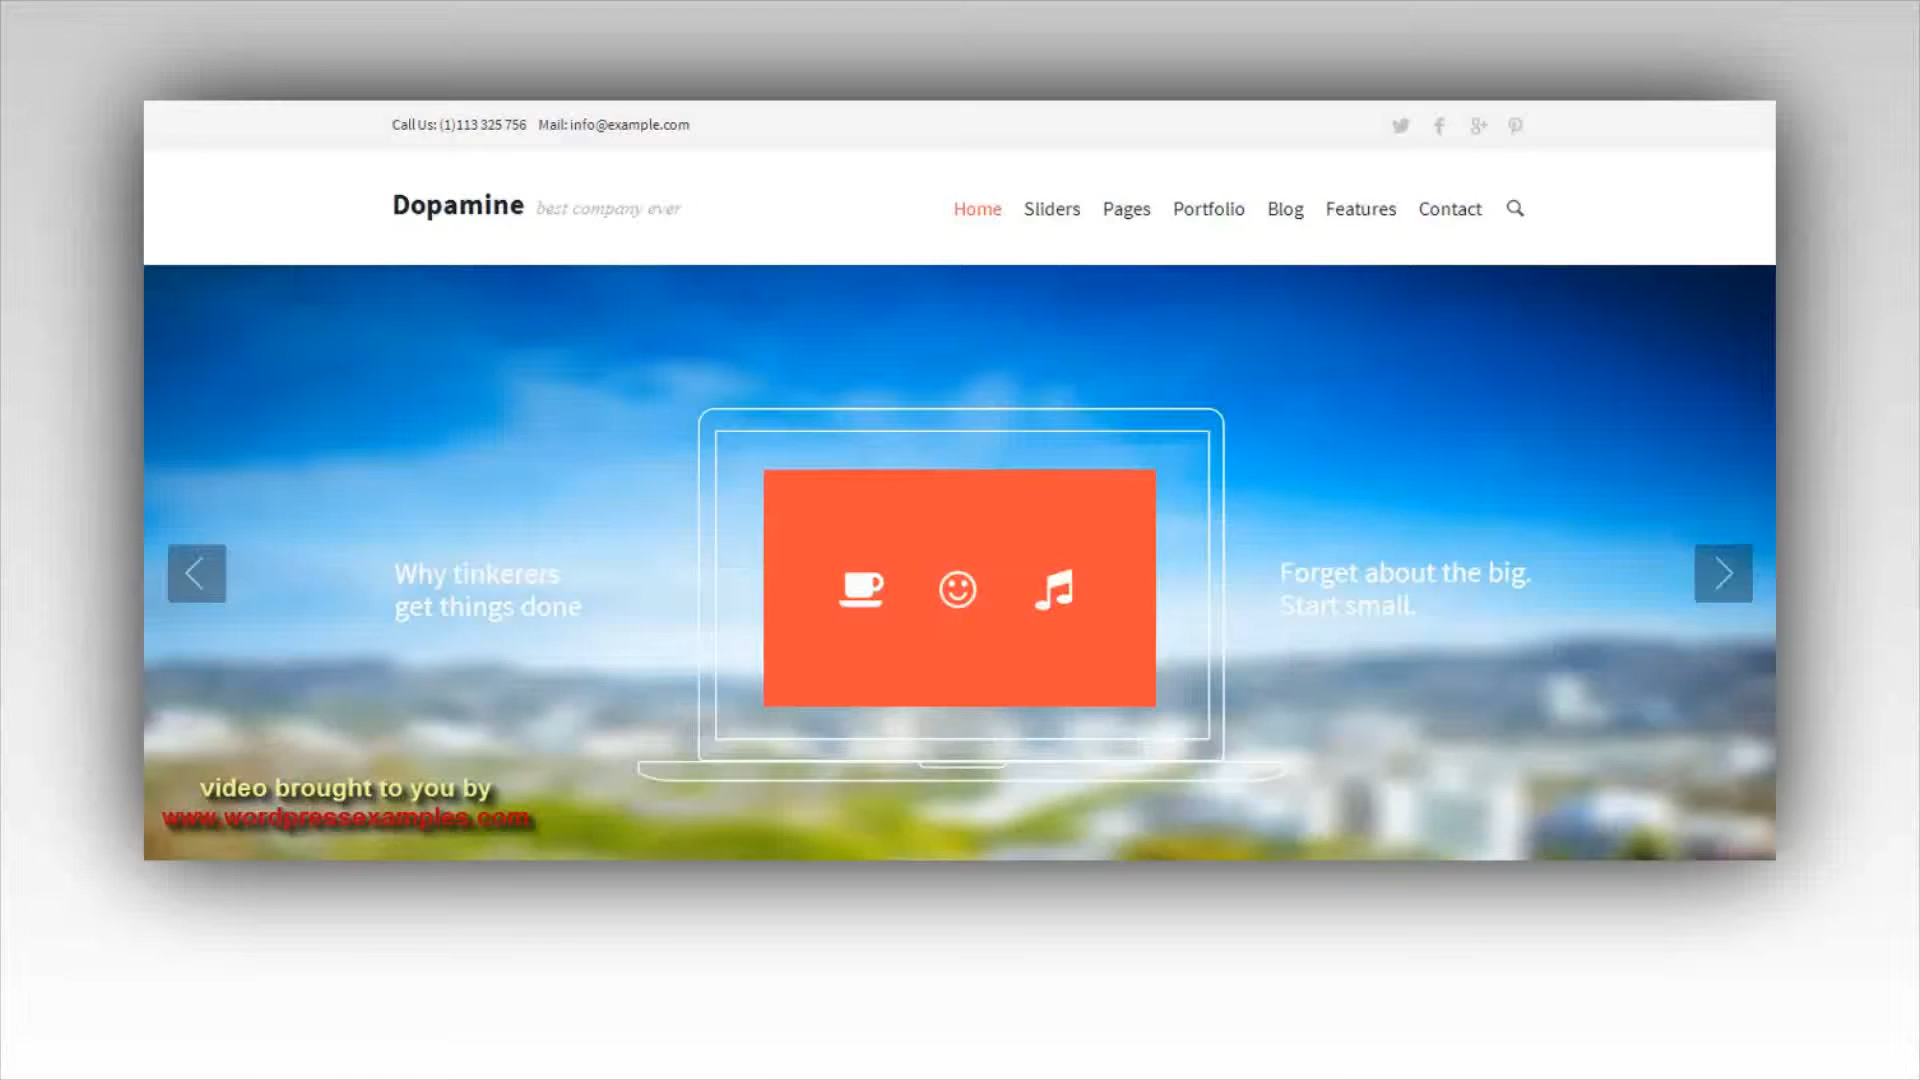 Call Us: (1)113 325 756 Mail: info@example.com
Dopamine best company ever
Home Sliders Pages Portfolio Blog Features Contact
Why tinkerers
get things done
Forget about the big.
Start small.
video brought to you by
www.wordpressexamples.com